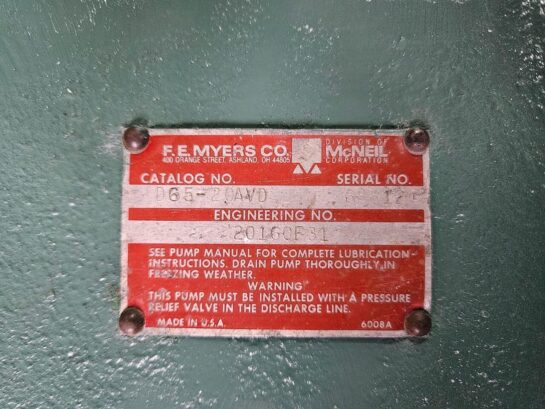 F.E. MYERS CO. DIVISION OF McNEIL CORPORATION
400 ORANGE STREET, ASHLAND, OH 44805
CATALOG NO. SERIAL NO.
D65-20AVD
ENGINEERING NO.
SEE PUMP MANUAL FOR COMPLETE LUBRICATION
INSTRUCTIONS. DRAIN PUMP THOROUGHLY IN
FREEZING WEATHER.
WARNING
THIS PUMP MUST BE INSTALLED WITH A PRESSURE
RELIEF VALVE IN THE DISCHARGE LINE.
MADE IN U.S.A. 6008A